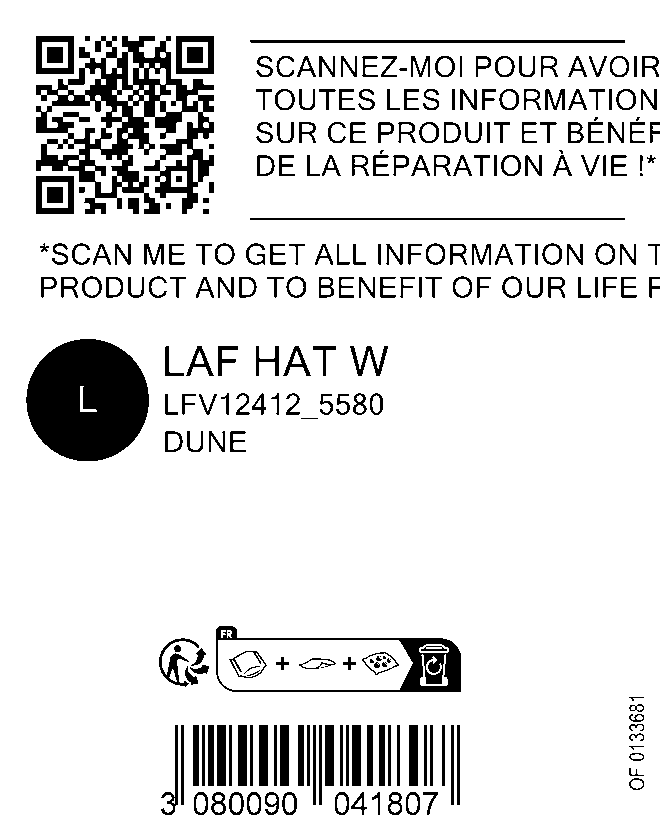 SCANNEZ-MOI POUR AVOIR
TOUTES LES INFORMATION
SUR CE PRODUIT ET BÉNÉF
DE LA RÉPARATION À VIE !*
*SCAN ME TO GET ALL INFORMATION ON T
PRODUCT AND TO BENEFIT OF OUR LIFE R
L
LAF HAT W
LFV12412_5580
DUNE
FR
3 080090 041807
OF 0133681